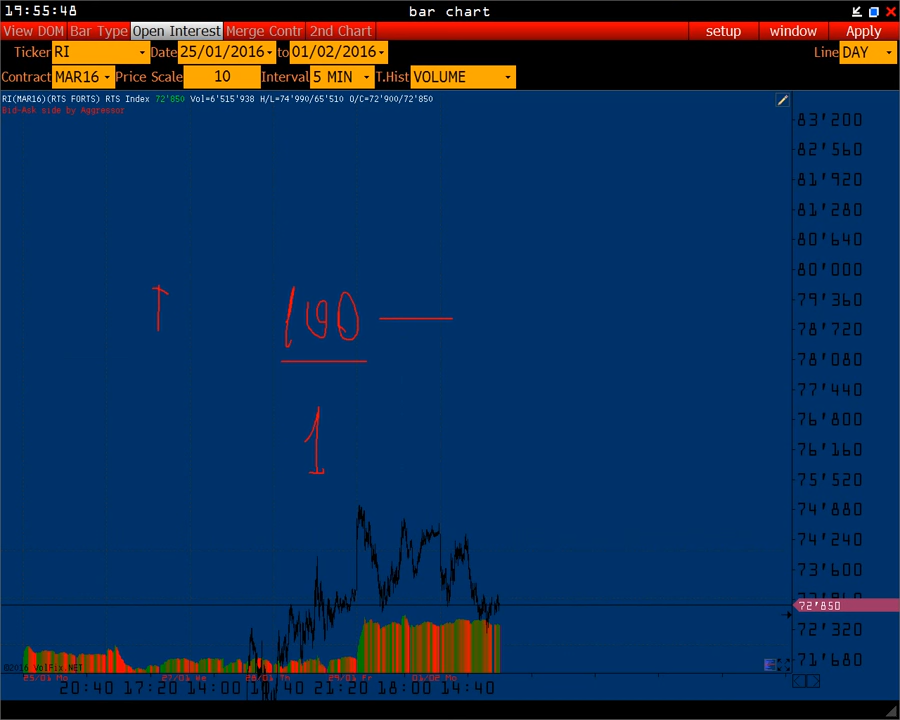 19:55:48 bar chart
View DOM Bar Type Open Interest Merge Contr 2nd Chart setup window Apply
Ticker RI Date 25/01/2016 to 01/02/2016 Line DAY
Contract MAR16 Price Scale 10 Interval 5 MIN T.Hist VOLUME
RI(MAR16)(RTS FORTS) RTS Index 72'850 Vol=6'515'938 H/L=74'990/65'510 O/C=72'900/72'850
Bid-Ask side by Aggressor
83'200
82'560
81'920
81'280
80'640
80'000
79'360
78'720
78'080
77'440
76'800
76'160
75'520
74'880
74'240
73'600
72'850
72'320
71'680
100
1
©2016 VolFix.NET
25/01 Mo 27/01 We 28/01 Th 29/01 Fr 01/02 Mo
20:40 17:20 14:00 21:20 18:00 14:40